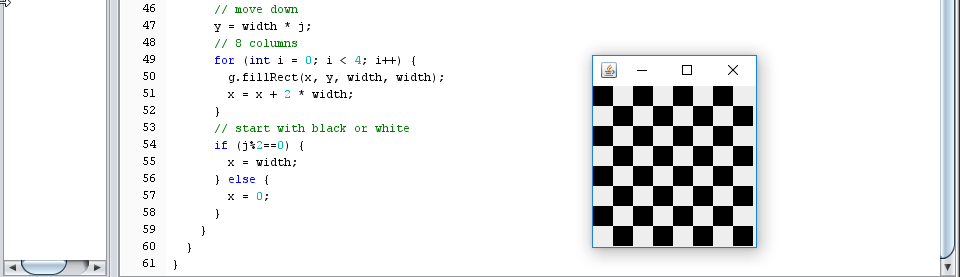 46 // move down
47 y = width * j;
48 // 8 columns
49 for (int i = 0; i < 4; i++) {
50 g.fillRect(x, y, width, width);
51 x = x + 2 * width;
52 }
53 // start with black or white
54 if (j%2==0) {
55 x = width;
56 } else {
57 x = 0;
58 }
59 }
60 }
61 }